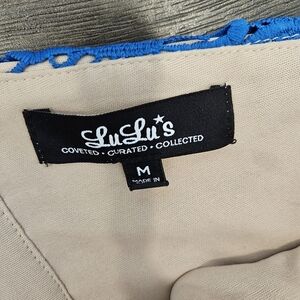 LuLu's
COVETED • CURATED • COLLECTED
M
MADE IN